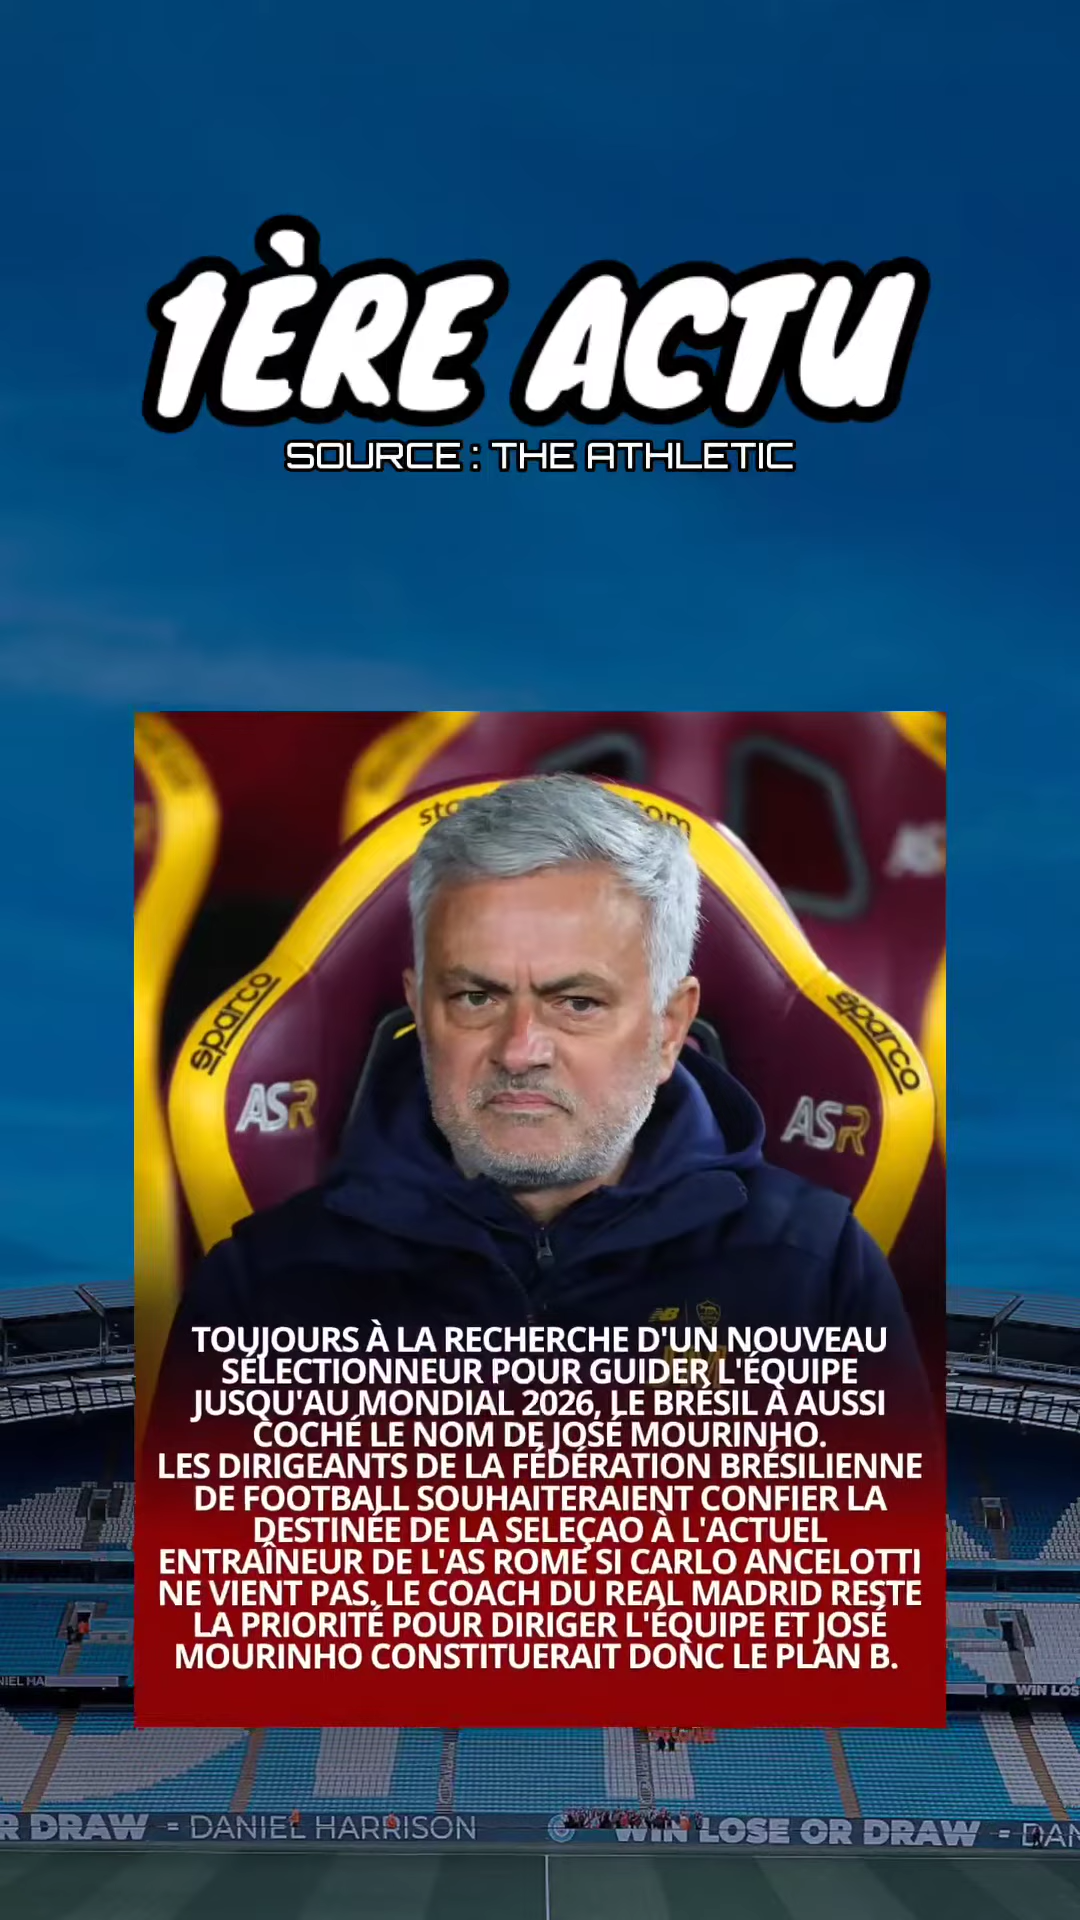 1ÈRE ACTU
SOURCE : THE ATHLETIC
sparco
sparco
ASR
ASR
TOUJOURS À LA RECHERCHE D'UN NOUVEAU
SÉLECTIONNEUR POUR GUIDER L'ÉQUIPE
JUSQU'AU MONDIAL 2026, LE BRÉSIL A AUSSI
COCHÉ LE NOM DE JOSÉ MOURINHO.
LES DIRIGEANTS DE LA FÉDÉRATION BRÉSILIENNE
DE FOOTBALL SOUHAITERAIENT CONFIER LA
DESTINÉE DE LA SELEÇAO À L'ACTUEL
ENTRAÎNEUR DE L'AS ROME SI CARLO ANCELOTTI
NE VIENT PAS. LE COACH DU REAL MADRID RESTE
LA PRIORITÉ POUR DIRIGER L'ÉQUIPE ET JOSÉ
MOURINHO CONSTITUERAIT DONC LE PLAN B.
WIN LOS
R DRAW = DANIEL HARRISON WIN LOSE OR DRAW = DAN